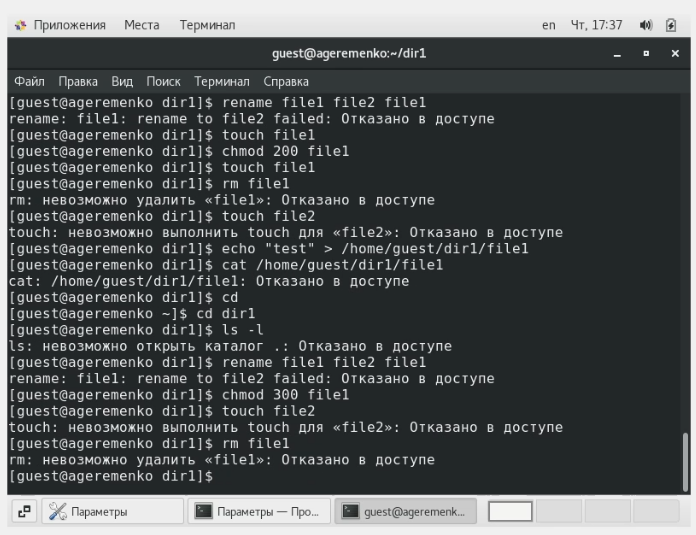 Приложения Места Терминал en Чт, 17:37
guest@ageremenko:~/dir1
Файл Правка Вид Поиск Терминал Справка
[guest@ageremenko dir1]$ rename file1 file2 file1
rename: file1: rename to file2 failed: Отказано в доступе
[guest@ageremenko dir1]$ touch file1
[guest@ageremenko dir1]$ chmod 200 file1
[guest@ageremenko dir1]$ touch file1
[guest@ageremenko dir1]$ rm file1
rm: невозможно удалить «file1»: Отказано в доступе
[guest@ageremenko dir1]$ touch file2
touch: невозможно выполнить touch для «file2»: Отказано в доступе
[guest@ageremenko dir1]$ echo "test" > /home/guest/dir1/file1
[guest@ageremenko dir1]$ cat /home/guest/dir1/file1
cat: /home/guest/dir1/file1: Отказано в доступе
[guest@ageremenko dir1]$ cd
[guest@ageremenko ~]$ cd dir1
[guest@ageremenko dir1]$ ls -l
ls: невозможно открыть каталог .: Отказано в доступе
[guest@ageremenko dir1]$ rename file1 file2 file1
rename: file1: rename to file2 failed: Отказано в доступе
[guest@ageremenko dir1]$ chmod 300 file1
[guest@ageremenko dir1]$ touch file2
touch: невозможно выполнить touch для «file2»: Отказано в доступе
[guest@ageremenko dir1]$ rm file1
rm: невозможно удалить «file1»: Отказано в доступе
[guest@ageremenko dir1]$
Параметры Параметры — Про... guest@ageremenk...